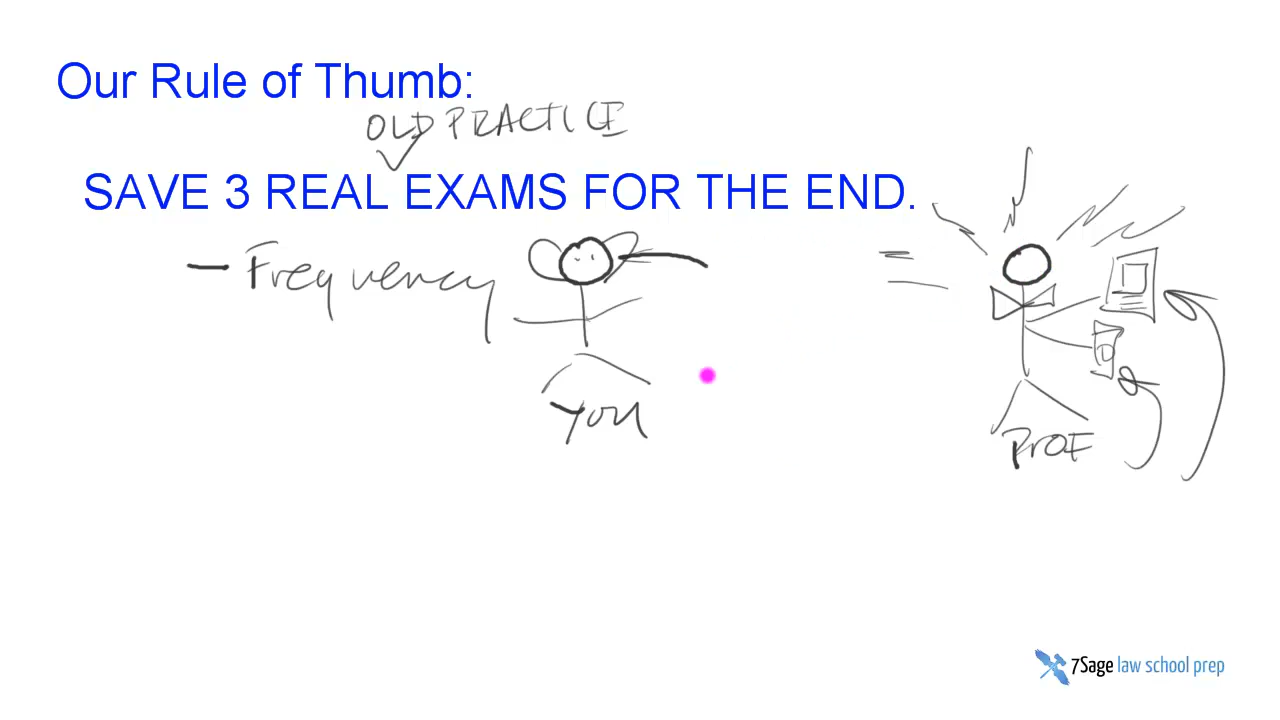 Our Rule of Thumb:
OLD PRACTICE
SAVE 3 REAL EXAMS FOR THE END.
- Frequency
You
PROF
7Sage law school prep